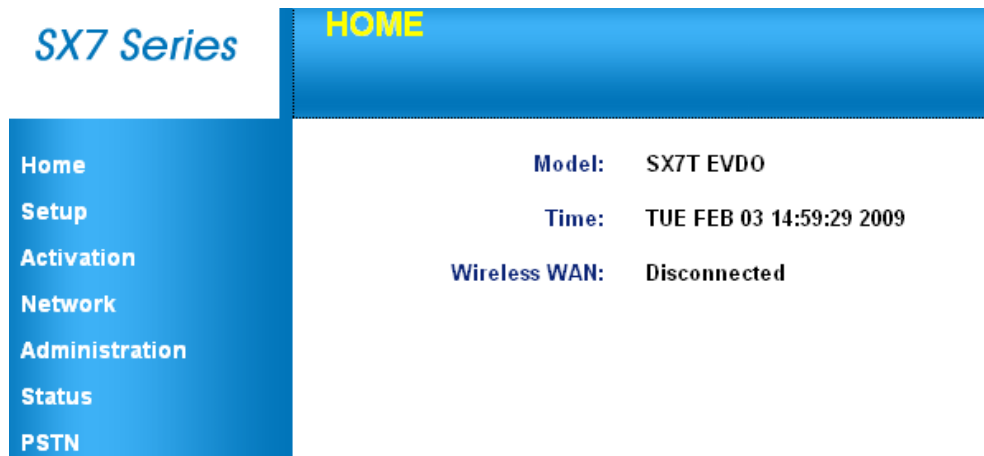 SX7 Series
HOME
Home
Setup
Activation
Network
Administration
Status
PSTN
Model: SX7T EVDO
Time: TUE FEB 03 14:59:29 2009
Wireless WAN: Disconnected